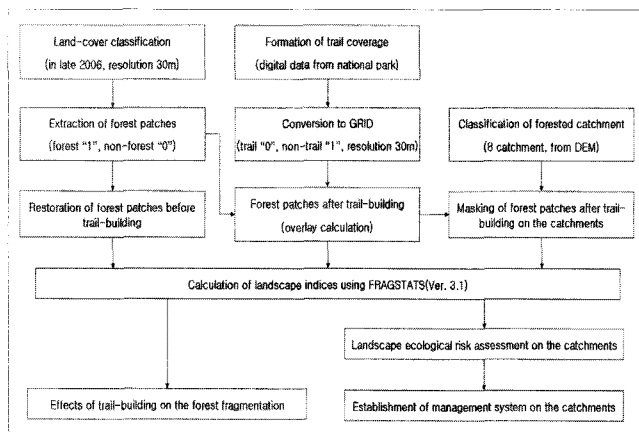 Land-cover classification
(in late 2006, resolution 30m)
Formation of trail coverage
(digital data from national park)
Extraction of forest patches
(forest "1", non-forest "0")
Conversion to GRID
(trail "0", non-trail "1", resolution 30m)
Classification of forested catchment
(8 catchment, from DEM)
Restoration of forest patches before
trail-building
Forest patches after trail-building
(overlay calculation)
Masking of forest patches after trail-
building on the catchments
Calculation of landscape indices using FRAGSTATS(Ver. 3.1)
Landscape ecological risk assessment on the catchments
Effects of trail-building on the forest fragmentation
Establishment of management system on the catchments